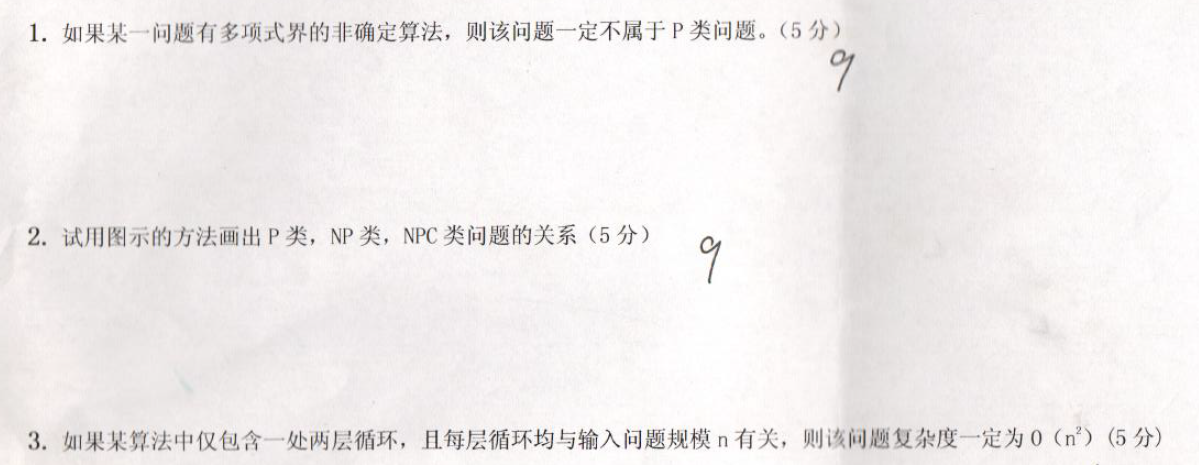 1. 如果某一问题有多项式界的非确定算法，则该问题一定不属于 P 类问题。（5 分）
9
2. 试用图示的方法画出 P 类，NP 类，NPC 类问题的关系（5 分）
9
3. 如果某算法中仅包含一处两层循环，且每层循环均与输入问题规模 n 有关，则该问题复杂度一定为 O（n²）（5 分）